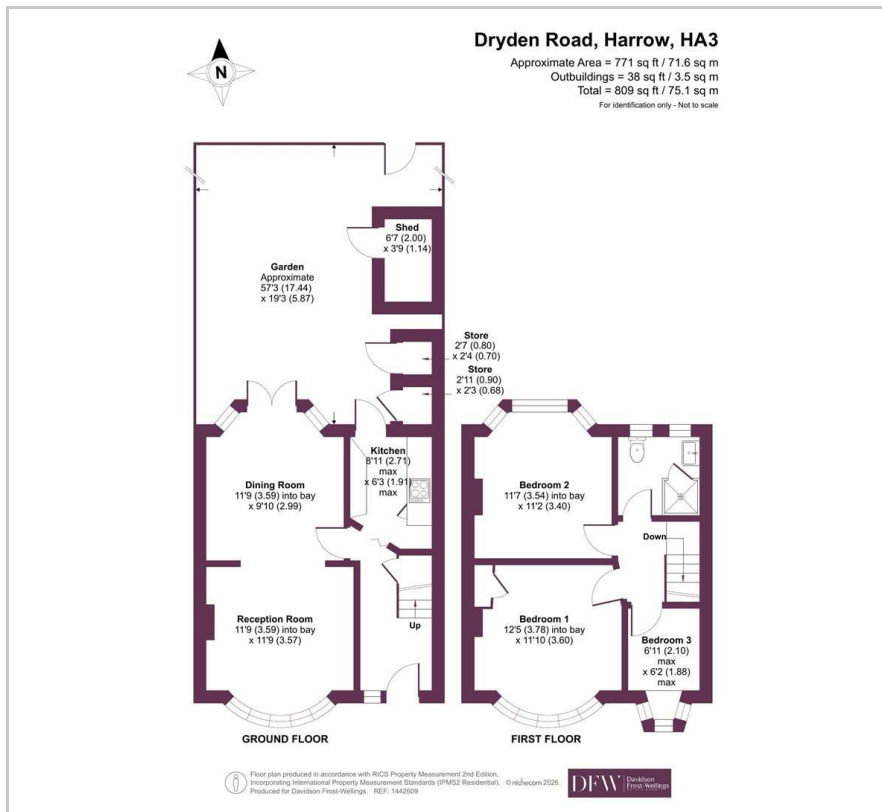 Dryden Road, Harrow, HA3
Approximate Area = 771 sq ft / 71.6 sq m
Outbuildings = 38 sq ft / 3.5 sq m
Total = 809 sq ft / 75.1 sq m
For identification only - Not to scale
N
Shed
6'7 (2.00)
x 3'9 (1.14)
Garden
Approximate
57'3 (17.44)
x 19'3 (5.87)
Store
2'7 (0.80)
x 2'4 (0.70)
Store
2'11 (0.90)
x 2'3 (0.68)
Kitchen
8'11 (2.71)
max
x 6'3 (1.91)
max
Dining Room
11'9 (3.59) into bay
x 9'10 (2.99)
Reception Room
11'9 (3.59) into bay
x 11'9 (3.57)
Up
GROUND FLOOR
Bedroom 2
11'7 (3.54) into bay
x 11'2 (3.40)
Down
Bedroom 1
12'5 (3.78) into bay
x 11'10 (3.60)
Bedroom 3
6'11 (2.10)
max
x 6'2 (1.88)
max
FIRST FLOOR
Floor plan produced in accordance with RICS Property Measurement 2nd Edition,
Incorporating International Property Measurement Standards (IPMS2 Residential). © nichecom 2026.
Produced for Davidson Frost-Wellings. REF: 1442609
DFW
Davidson
Frost-Wellings